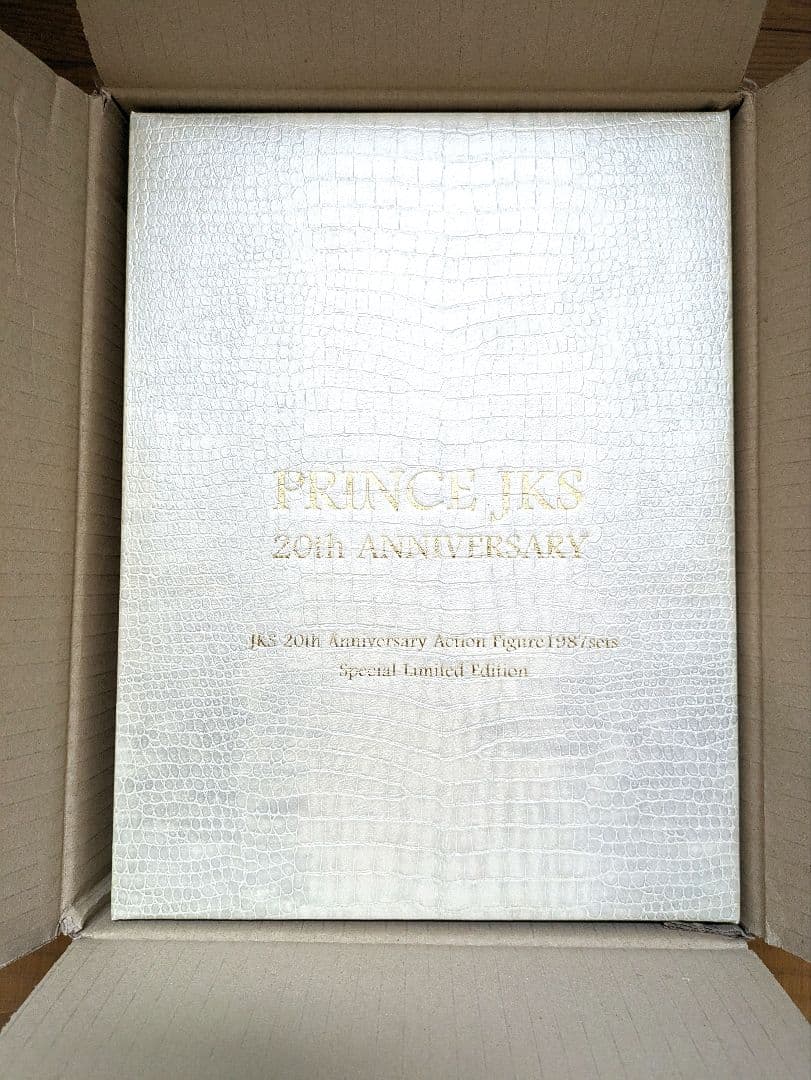 PRINCE JKS
20th ANNIVERSARY
JKS 20th Anniversary Action Figure1987sets
Special Limited Edition